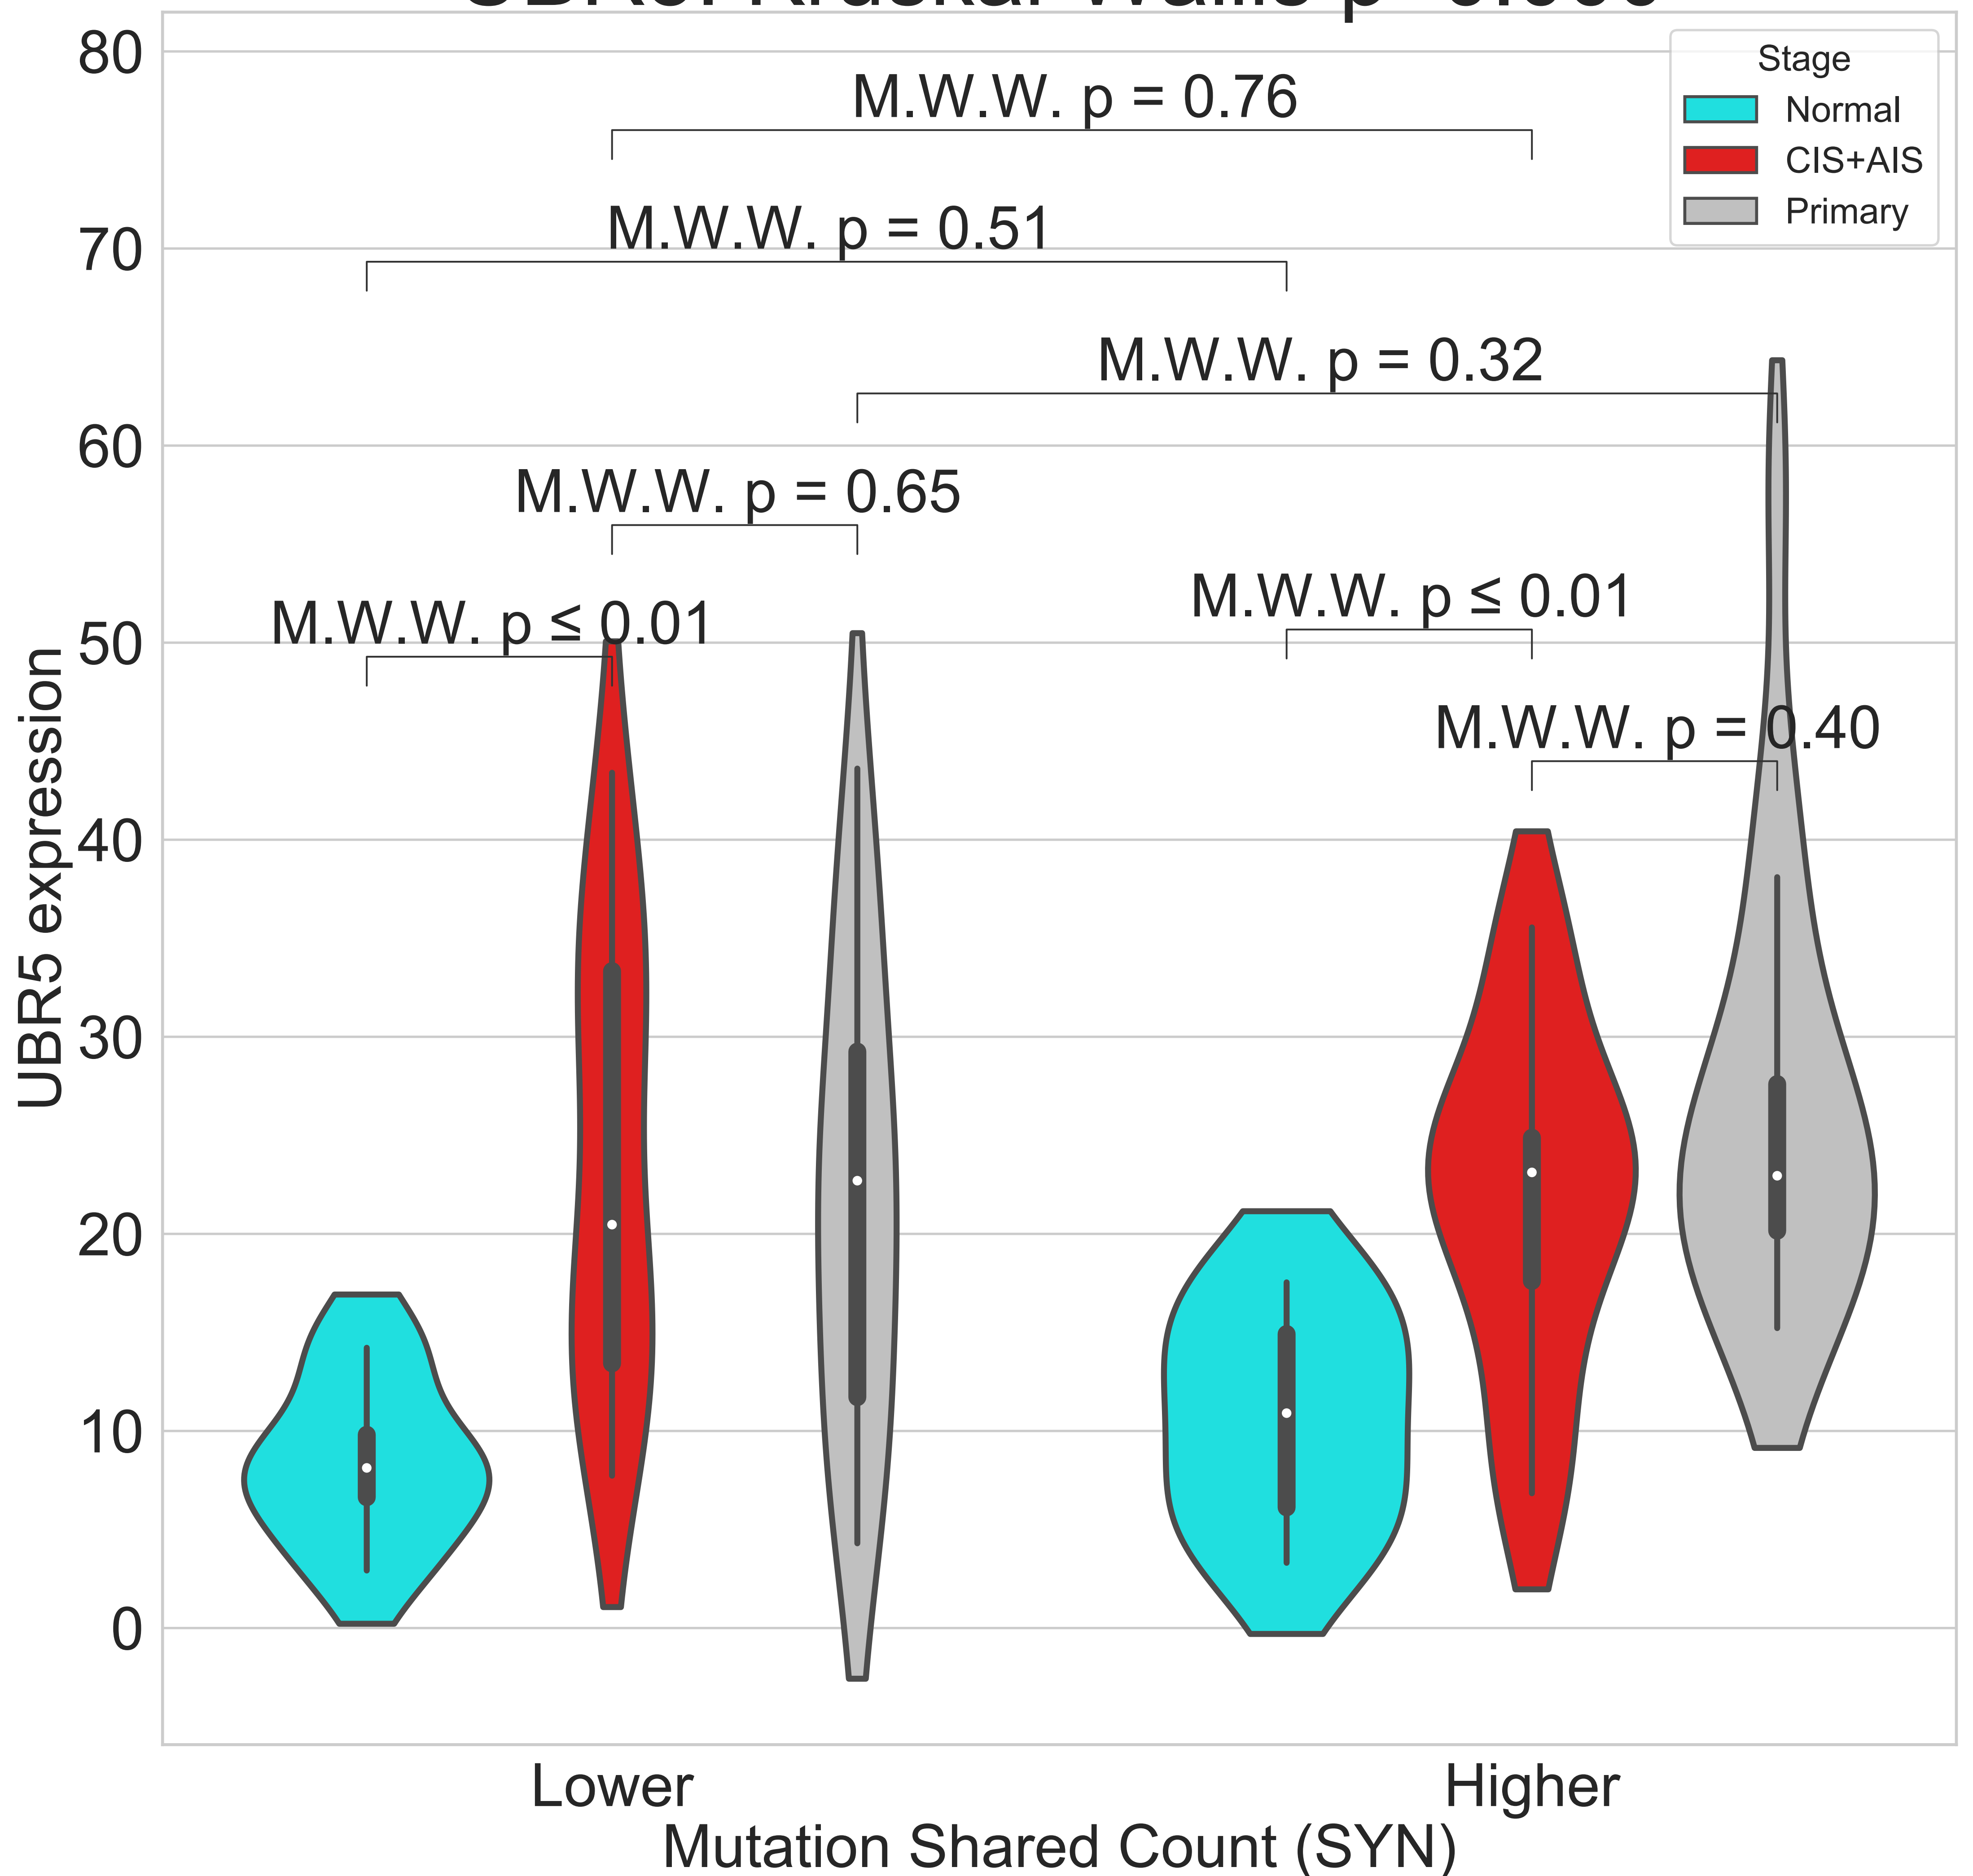 80
70
60
50
40
30
20
10
0
UBR5 expression
M.W.W. p = 0.76
M.W.W. p = 0.51
M.W.W. p = 0.32
M.W.W. p = 0.65
M.W.W. p ≤ 0.01
M.W.W. p ≤ 0.01
M.W.W. p = 0.40
Stage
Normal
CIS+AIS
Primary
Lower
Higher
Mutation Shared Count (SYN)